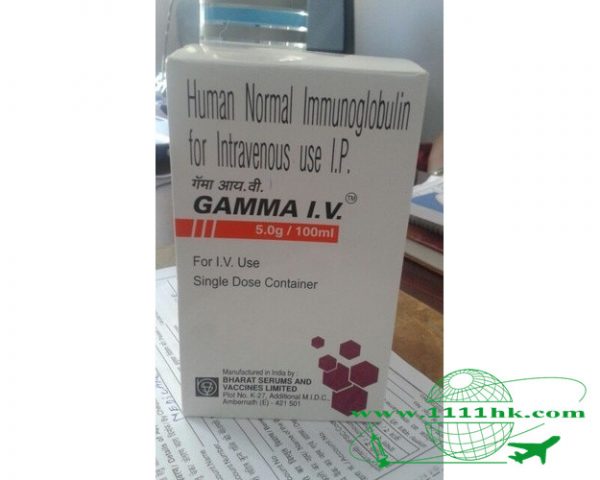 Human Normal Immunoglobulin
for Intravenous use I.P.
गॅमा आय.वी.
GAMMA I.V.™
5.0g / 100ml
For I.V. Use
Single Dose Container
Manufactured in India by :
BHARAT SERUMS AND
VACCINES LIMITED
Plot No. K-27, Additional M.I.D.C.,
Ambernath (E) - 421 501
www.1111hk.com